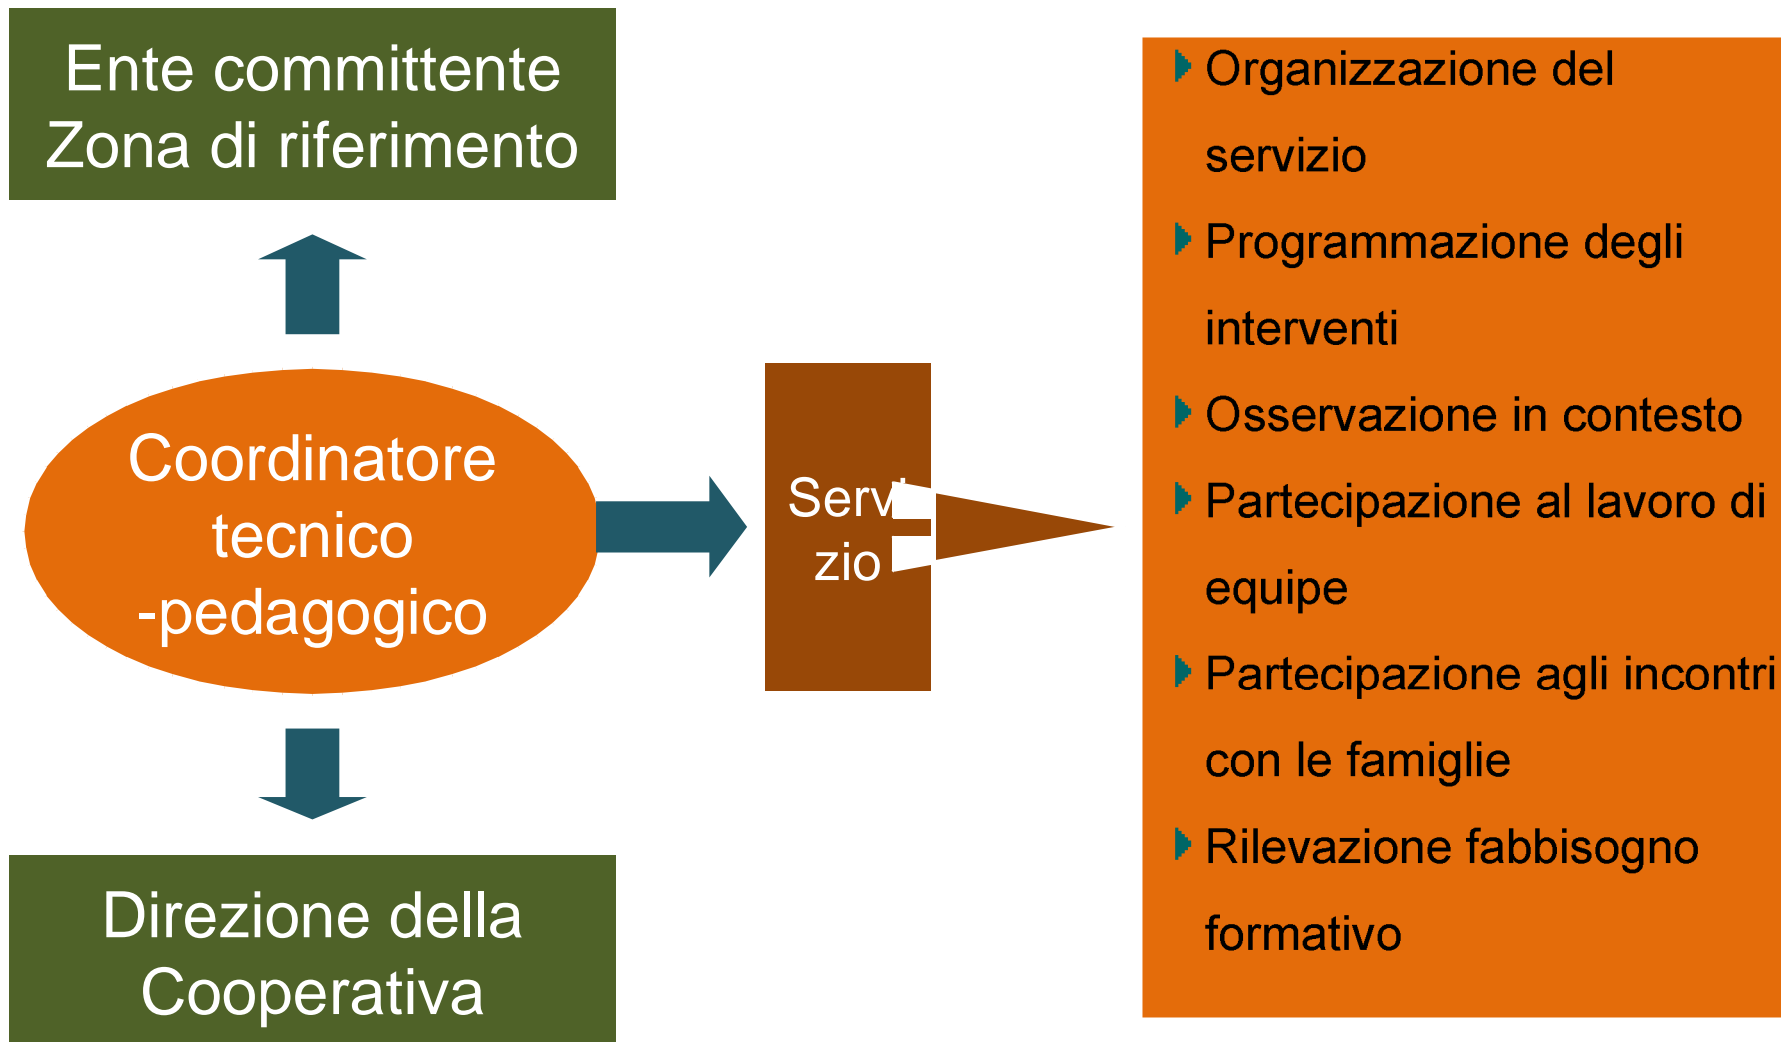 Ente committente
Zona di riferimento
Coordinatore
tecnico
-pedagogico
Direzione della
Cooperativa
Servi
zio
Organizzazione del
servizio
Programmazione degli
interventi
Osservazione in contesto
Partecipazione al lavoro di
equipe
Partecipazione agli incontri
con le famiglie
Rilevazione fabbisogno
formativo